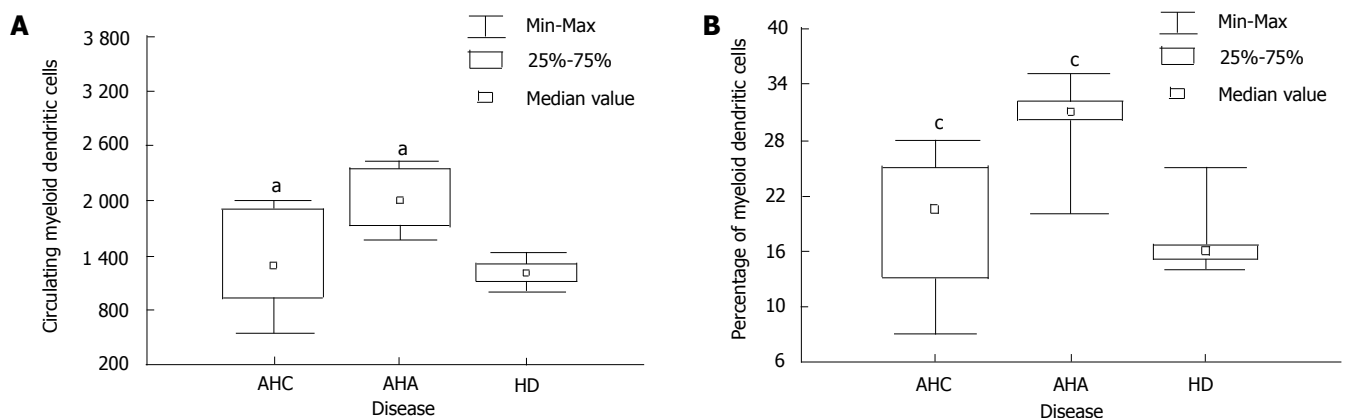 A
Circulating myeloid dendritic cells
3 800
3 200
2 600
2 000
1 400
800
200
Min-Max
25%-75%
Median value
a
a
AHC
AHA
HD
Disease
B
Percentage of myeloid dendritic cells
40
34
28
22
16
10
6
Min-Max
25%-75%
Median value
c
c
AHC
AHA
HD
Disease